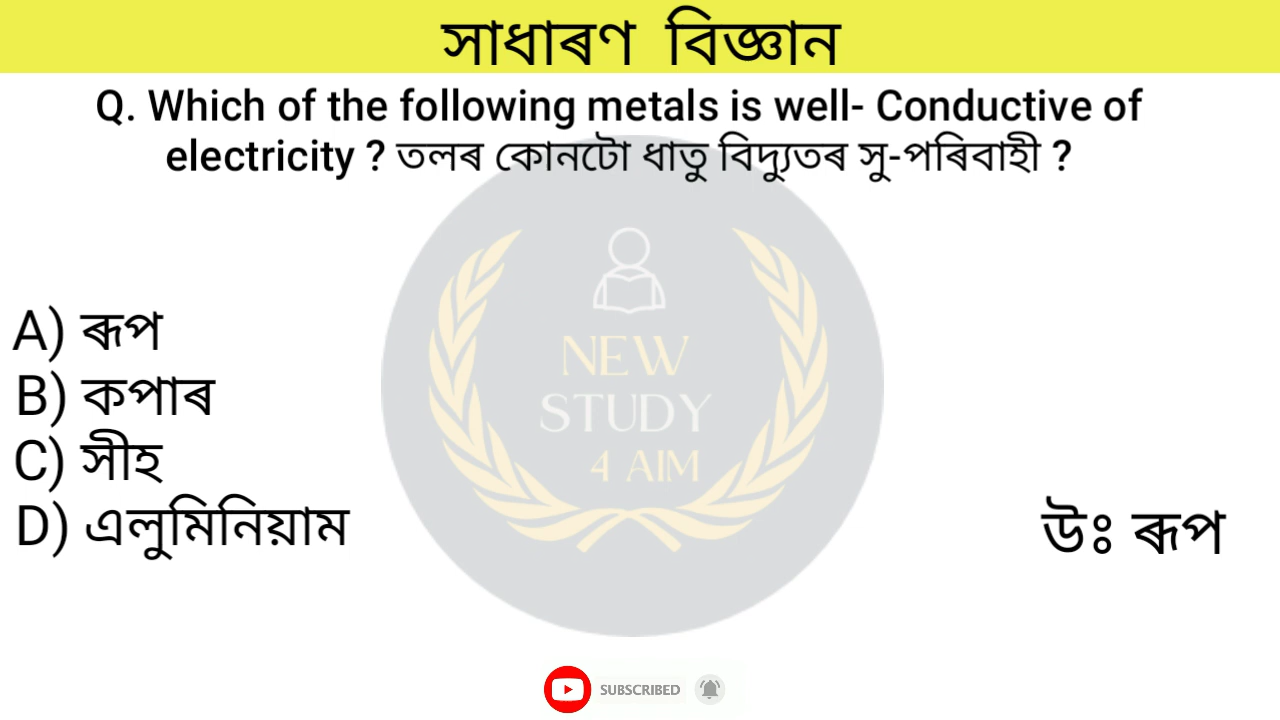 সাধাৰণ বিজ্ঞান
Q. Which of the following metals is well- Conductive of
electricity ? তলৰ কোনটো ধাতু বিদ্যুতৰ সু-পৰিবাহী ?
NEW
STUDY
4 AIM
A) ৰূপ
B) কপাৰ
C) সীহ
D) এলুমিনিয়াম
উঃ ৰূপ
SUBSCRIBED